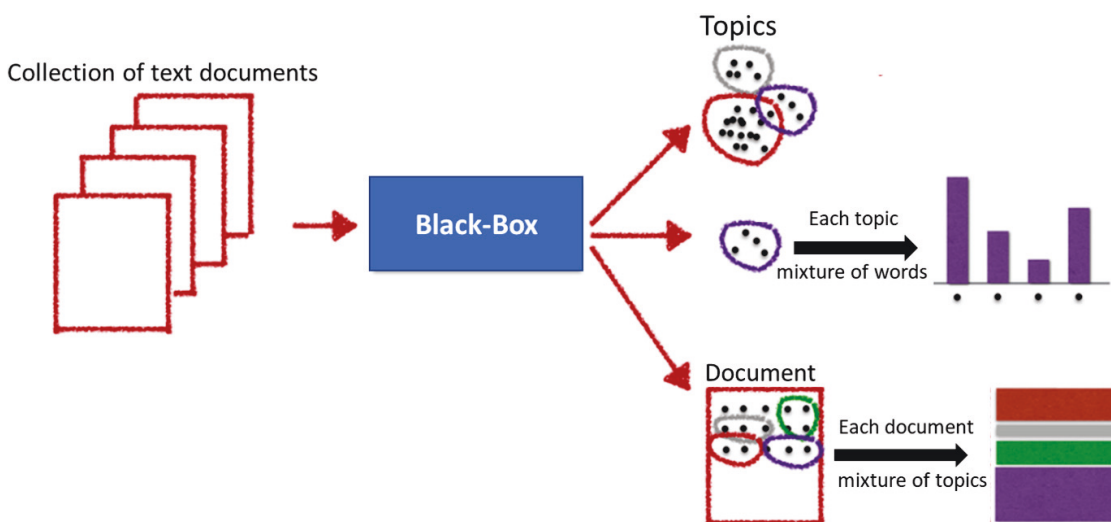 Collection of text documents
Black-Box
Topics
Each topic
mixture of words
Document
Each document
mixture of topics